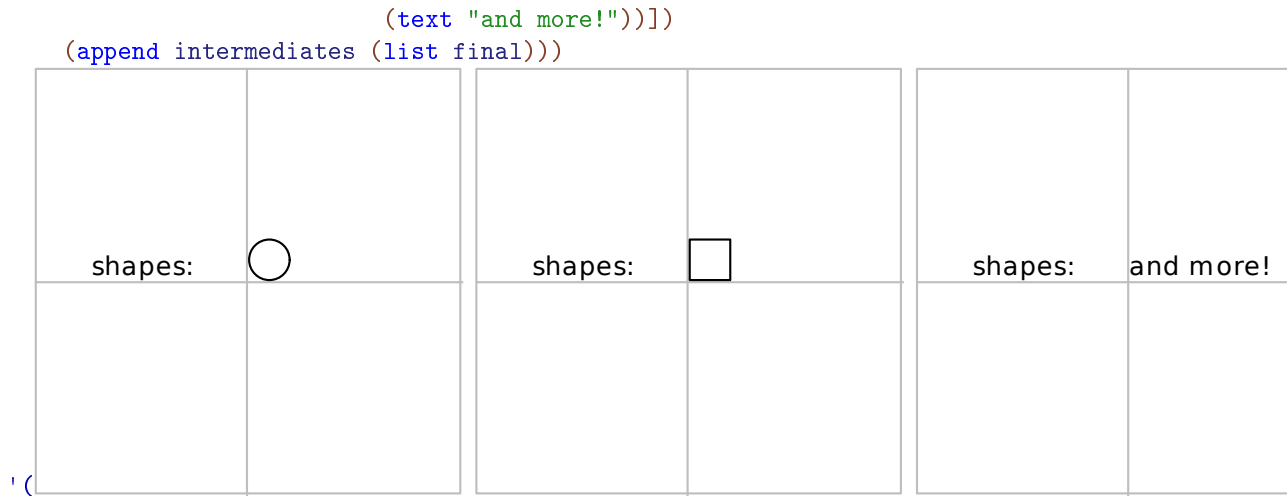 (text "and more!"))])
(append intermediates (list final)))
shapes: shapes: shapes: and more!
'(